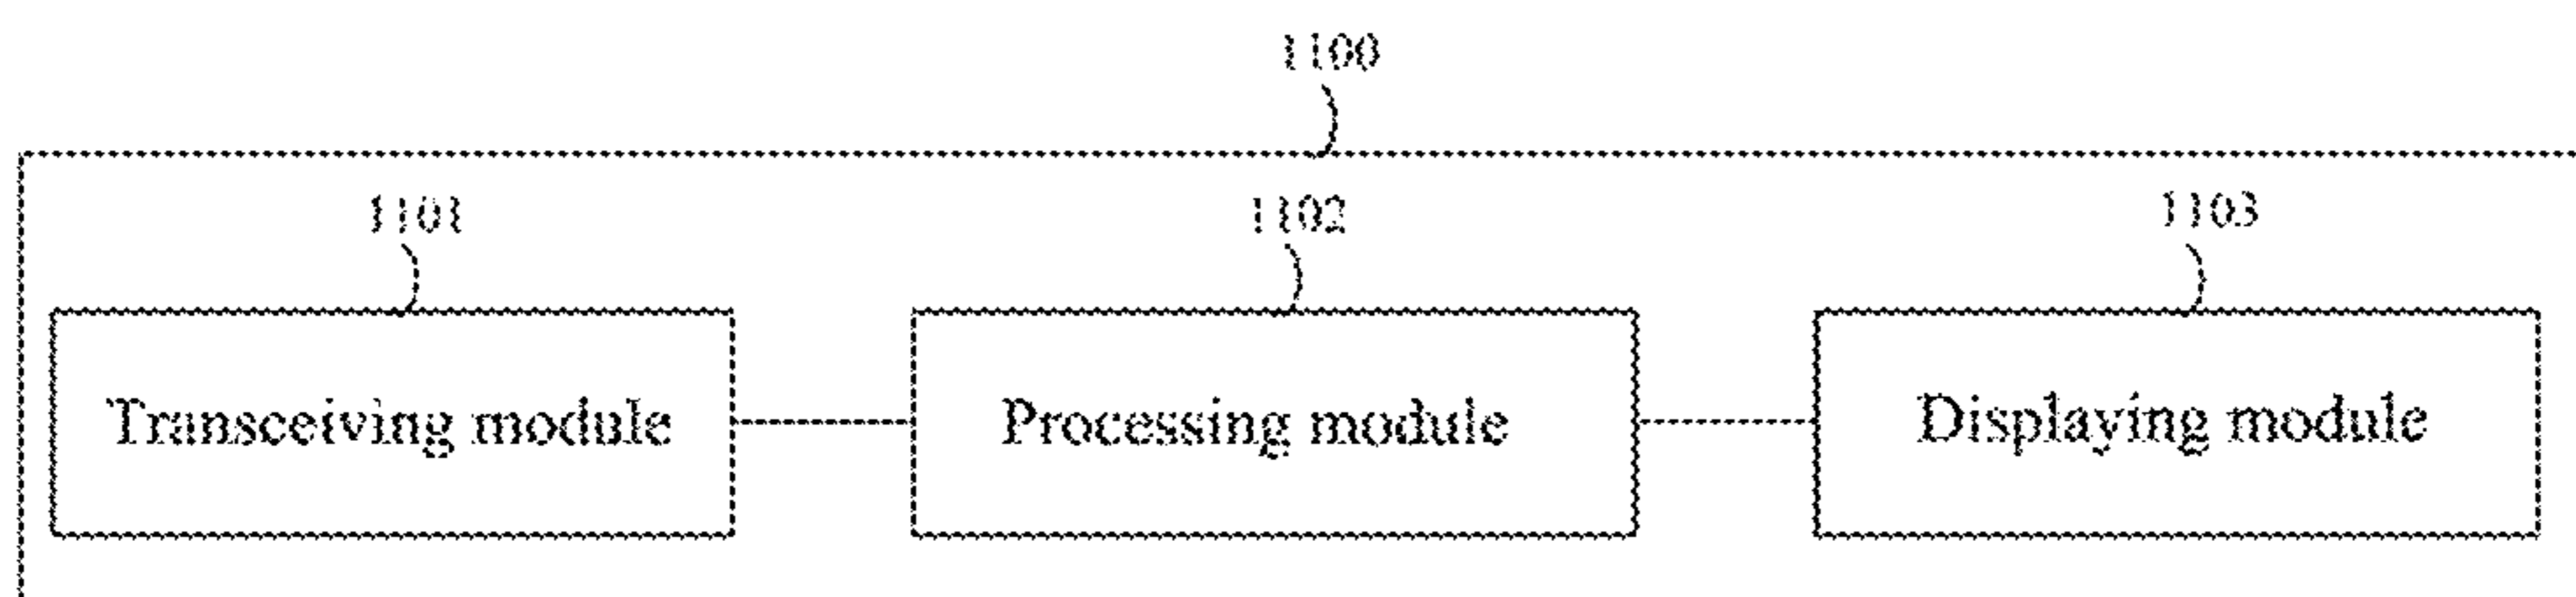 1100
1101 1102 1103
Transceiving module Processing module Displaying module